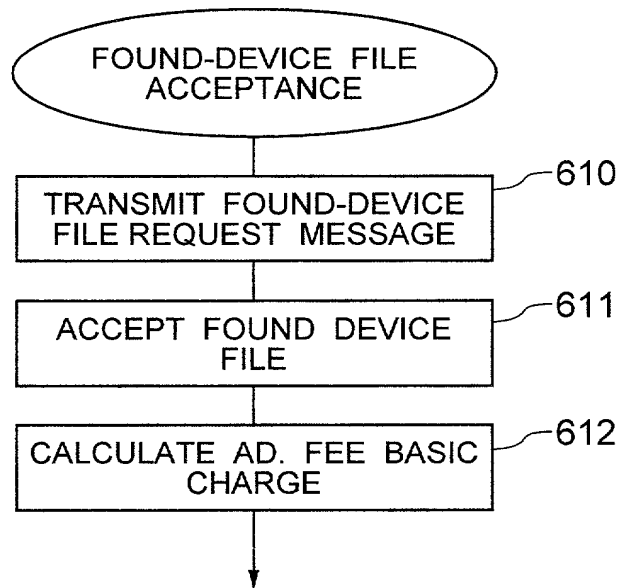 FOUND-DEVICE FILE
ACCEPTANCE
610
TRANSMIT FOUND-DEVICE
FILE REQUEST MESSAGE
611
ACCEPT FOUND DEVICE
FILE
612
CALCULATE AD. FEE BASIC
CHARGE